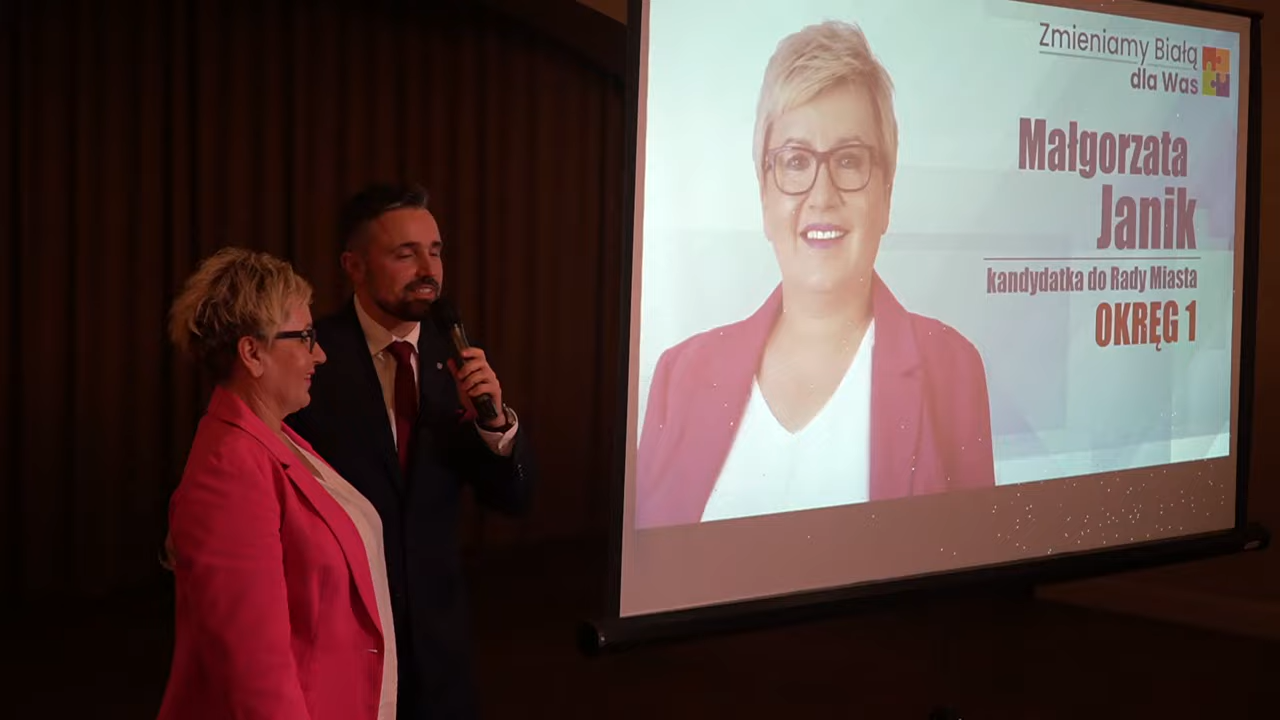 Zmieniamy Białą
dla Was
Małgorzata
Janik
kandydatka do Rady Miasta
OKRĘG 1